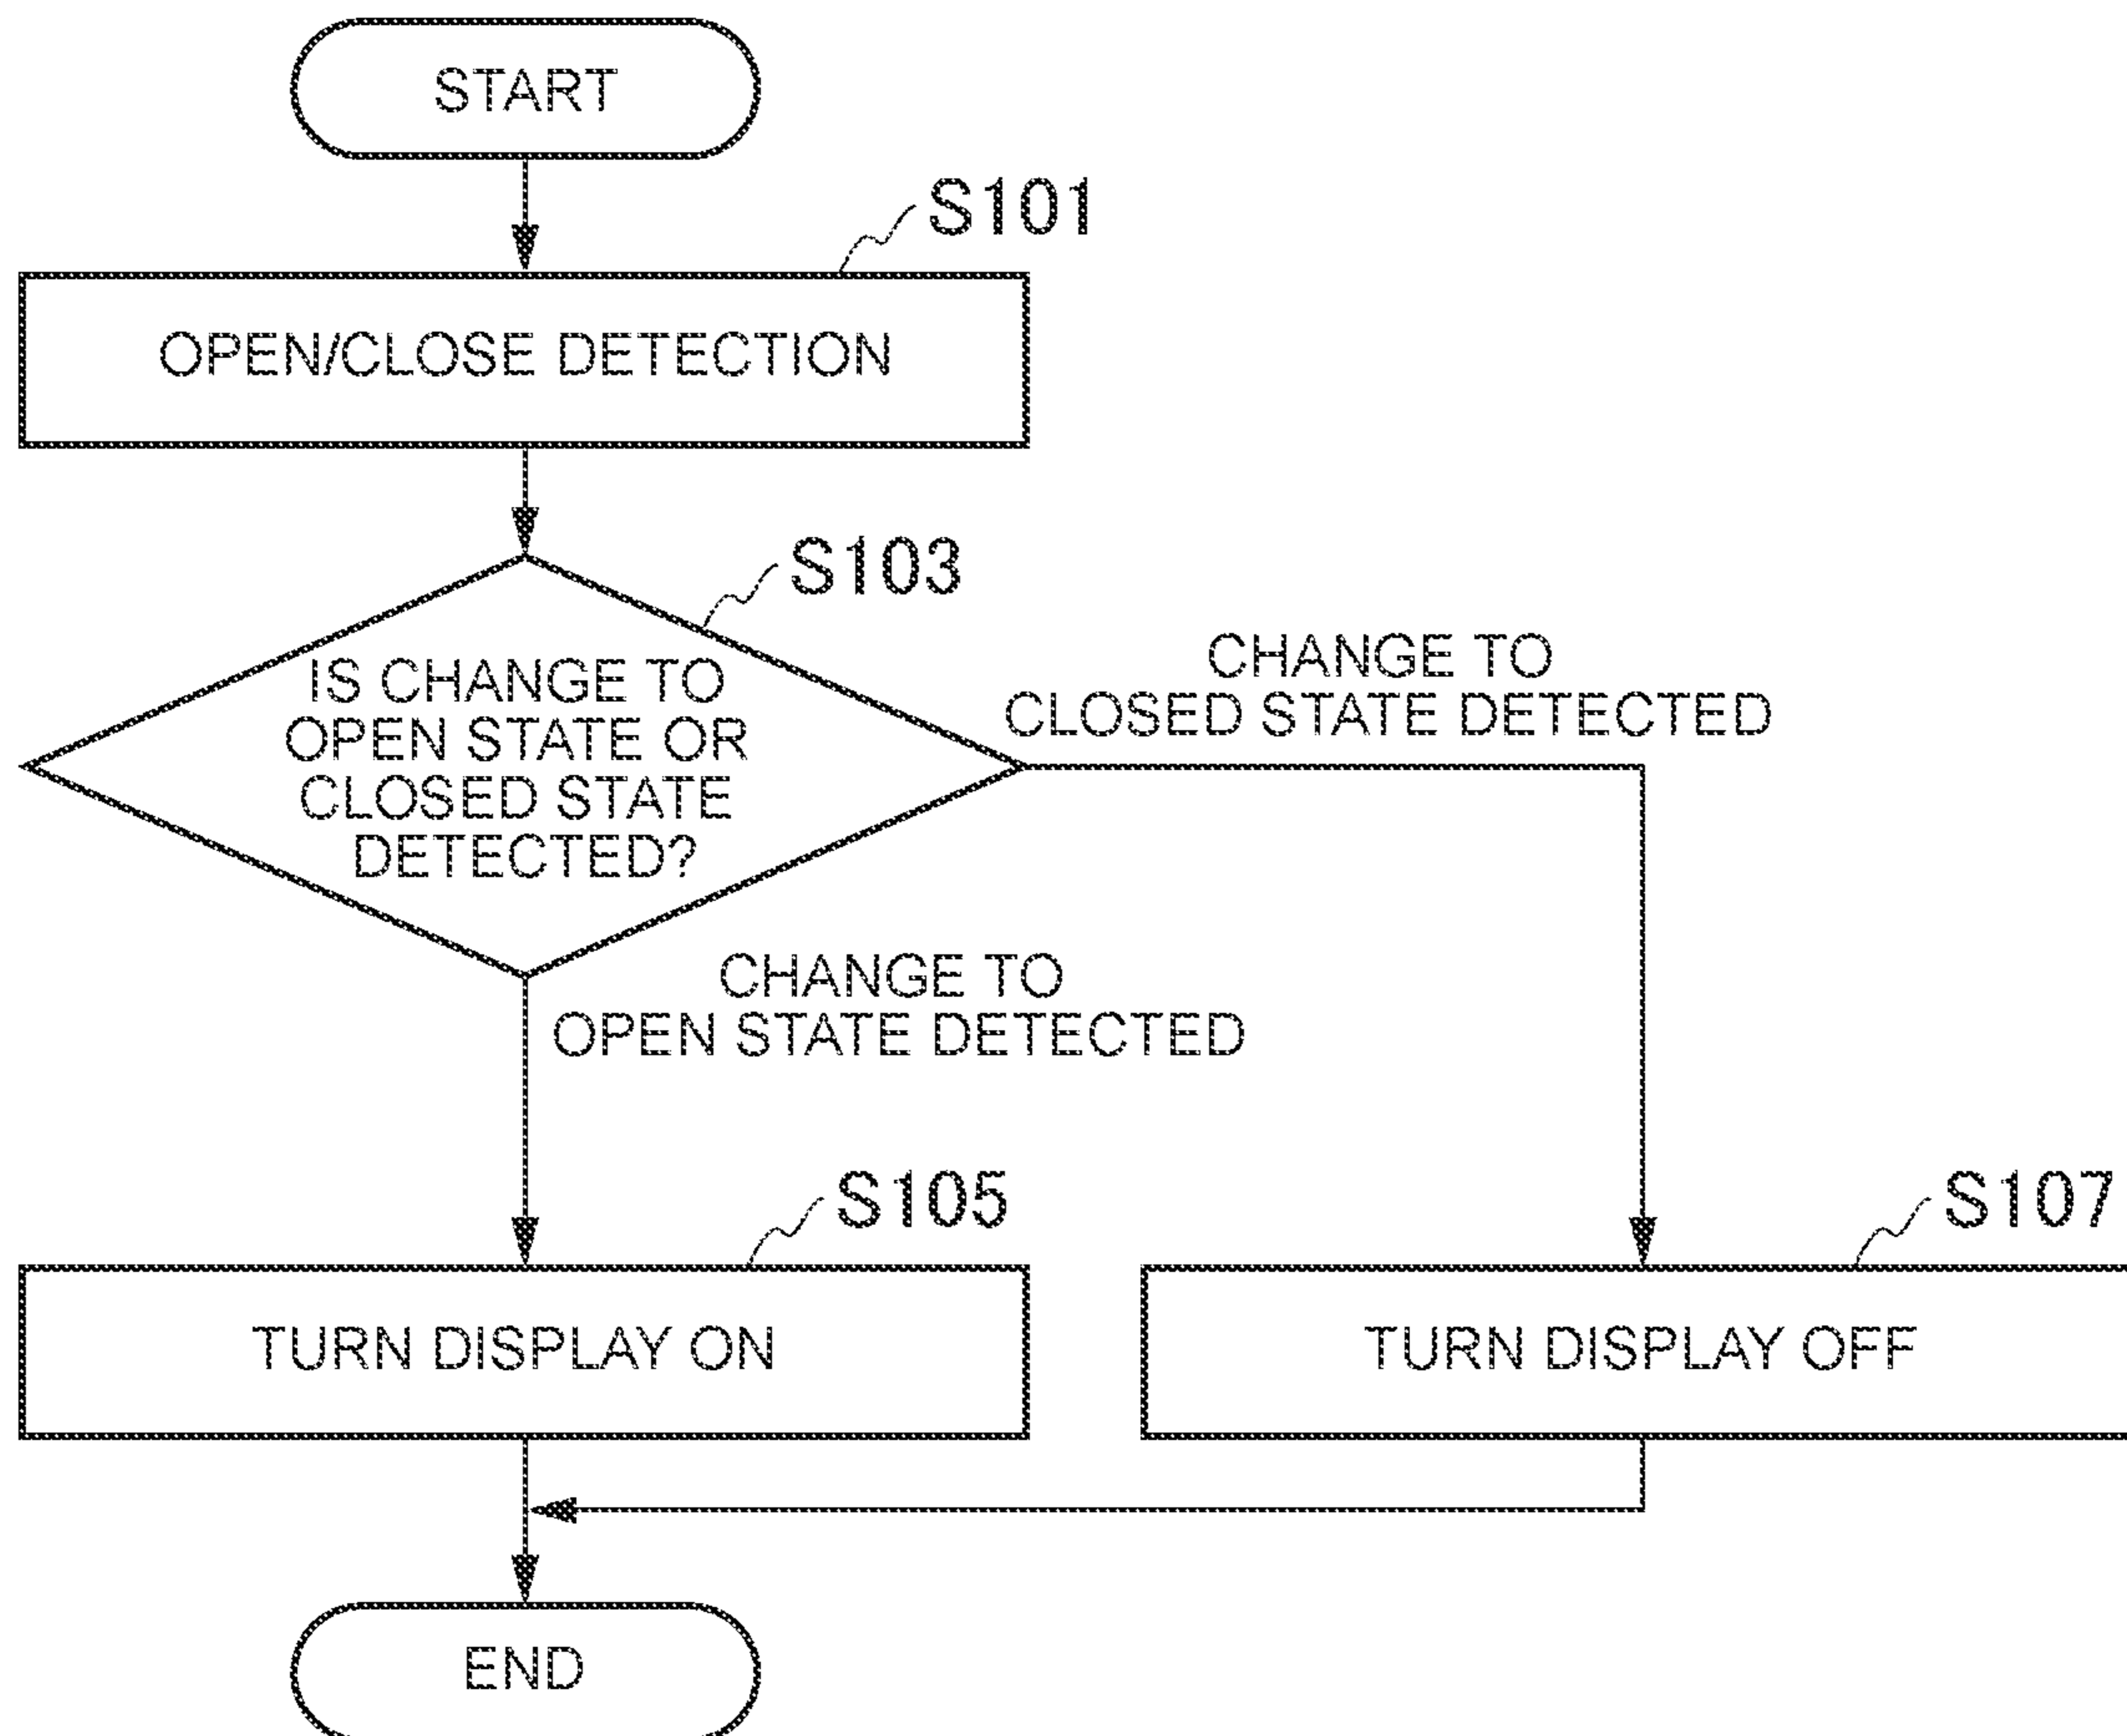 START
S101
OPEN/CLOSE DETECTION
S103
IS CHANGE TO
OPEN STATE OR
CLOSED STATE
DETECTED?
CHANGE TO
CLOSED STATE DETECTED
CHANGE TO
OPEN STATE DETECTED
S105
TURN DISPLAY ON
S107
TURN DISPLAY OFF
END